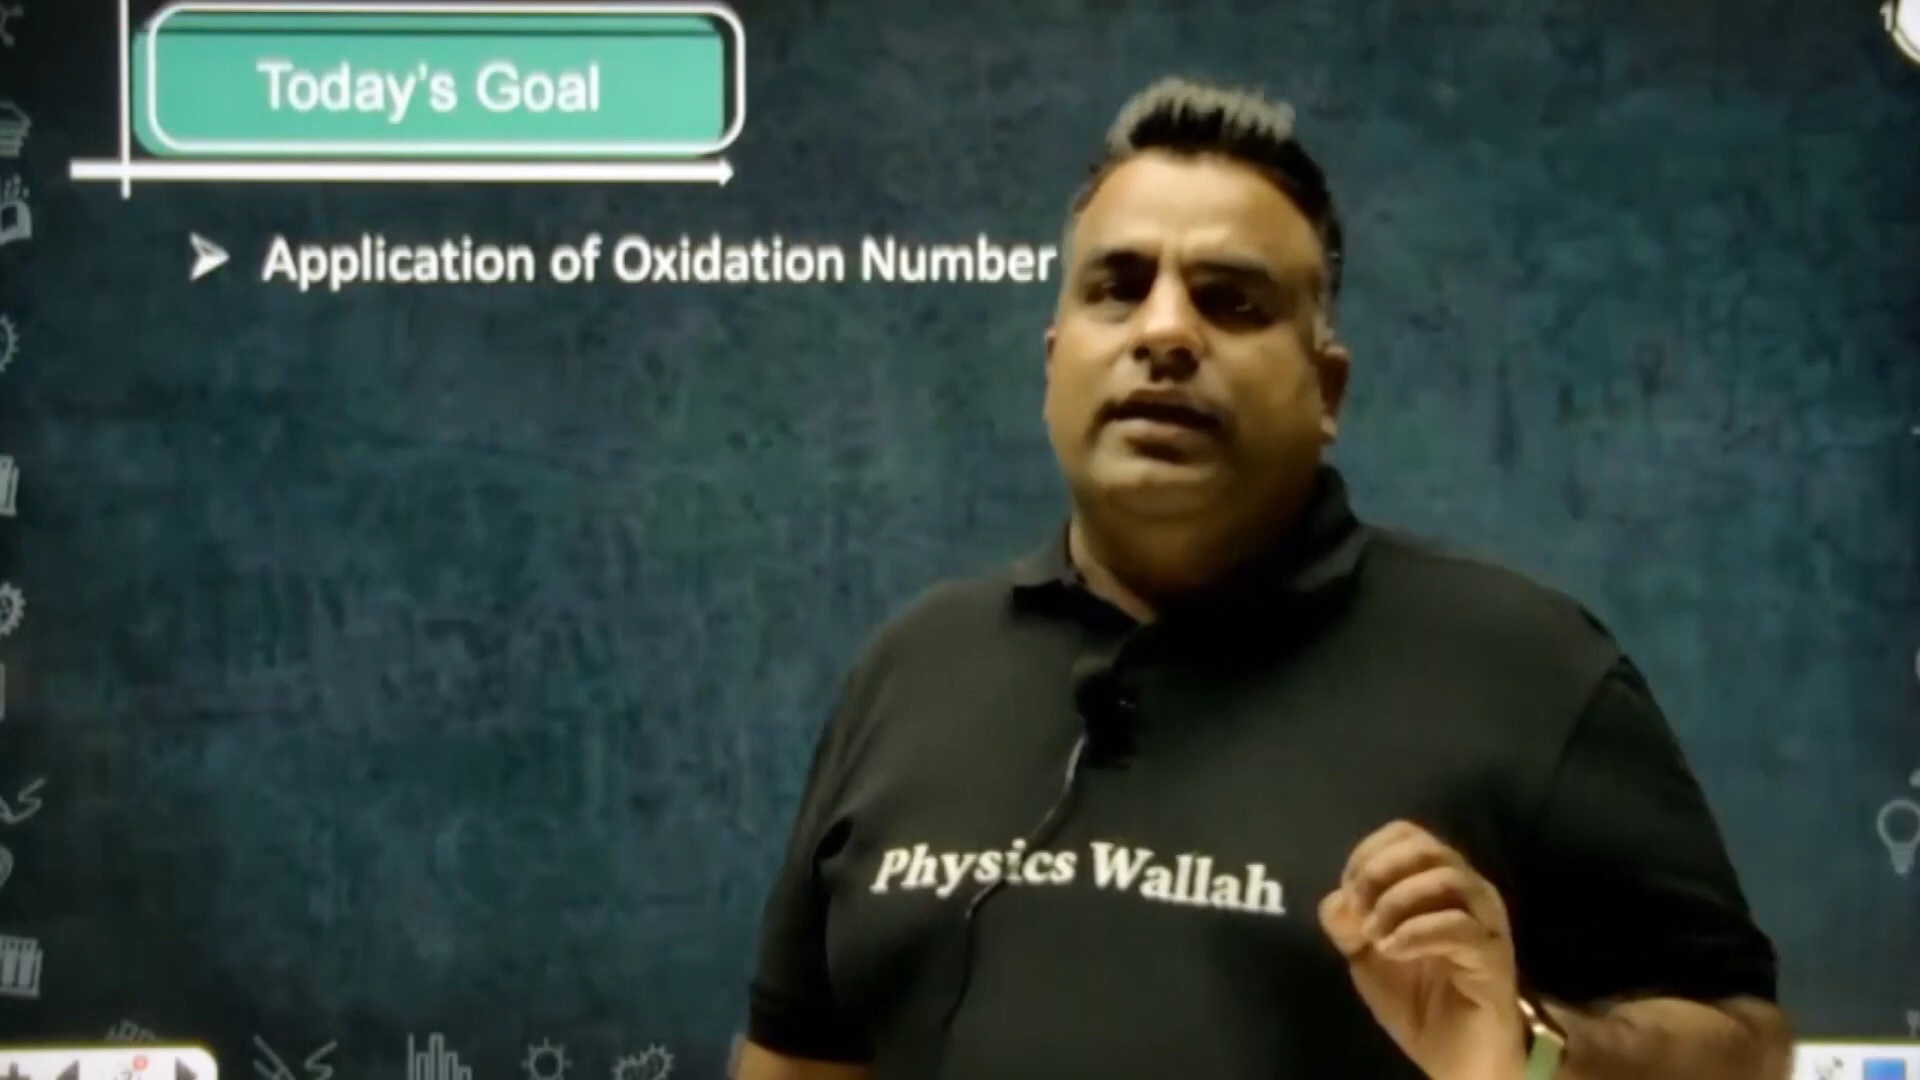 Today's Goal
➢ Application of Oxidation Number
Physics Wallah